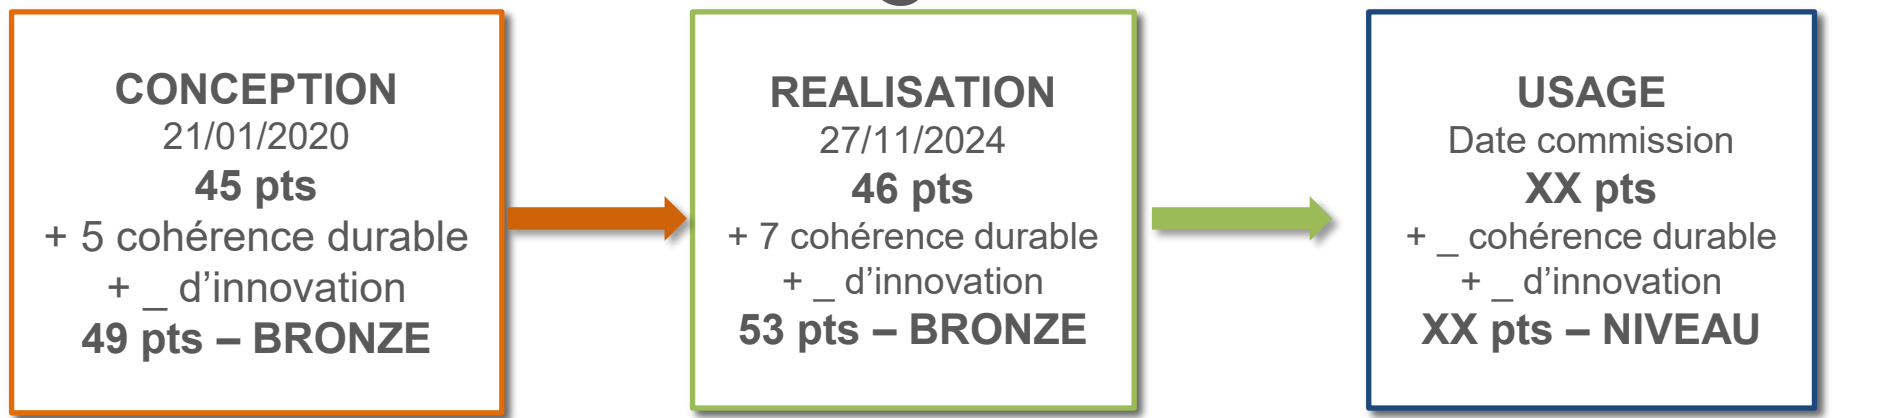 CONCEPTION
21/01/2020
45 pts
+ 5 cohérence durable
+ _ d’innovation
49 pts – BRONZE
REALISATION
27/11/2024
46 pts
+ 7 cohérence durable
+ _ d’innovation
53 pts – BRONZE
USAGE
Date commission
XX pts
+ _ cohérence durable
+ _ d’innovation
XX pts – NIVEAU